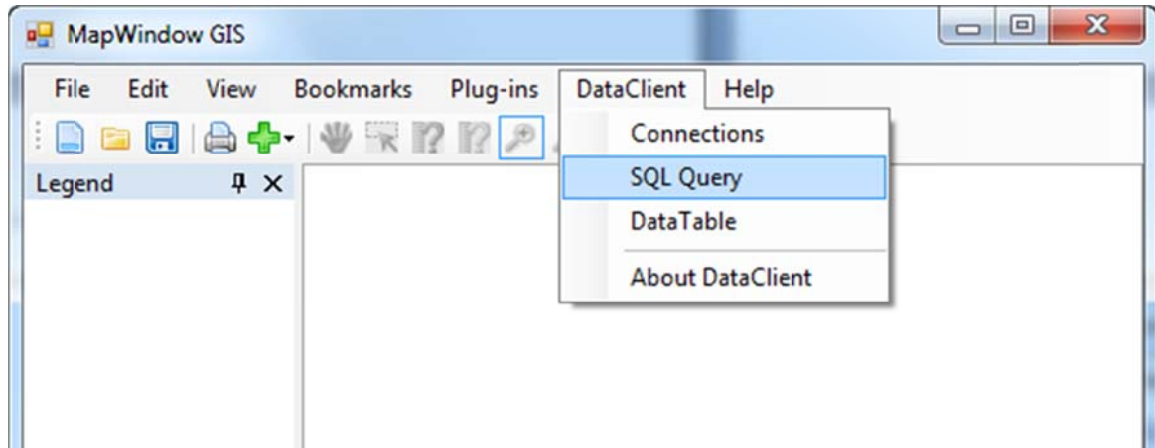 MapWindow GIS
File Edit View Bookmarks Plug-ins DataClient Help
Connections
Legend
SQL Query
DataTable
About DataClient